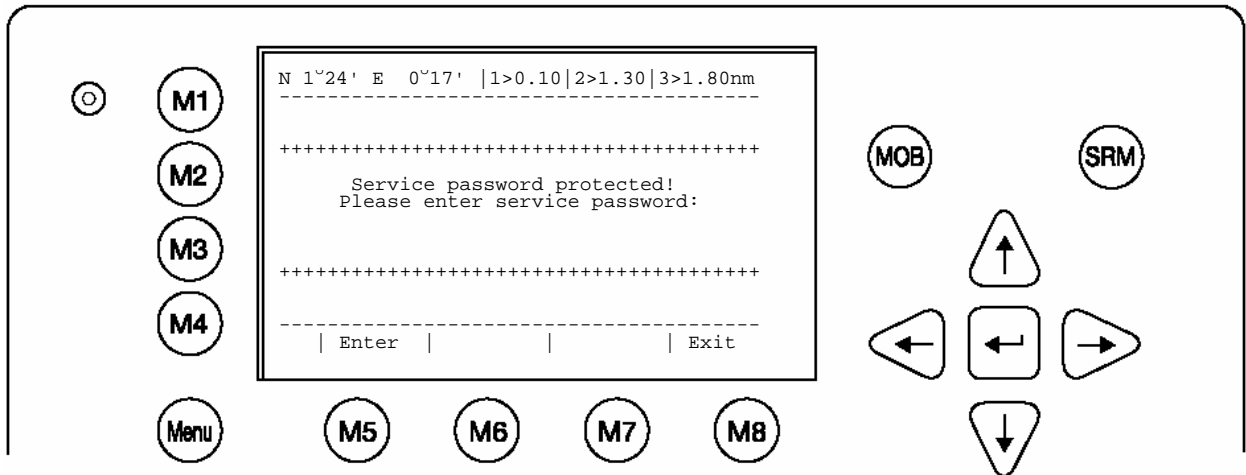 N 1˘24' E 0˘17' |1>0.10|2>1.30|3>1.80nm
----------------------------------------
++++++++++++++++++++++++++++++++++++++++
Service password protected!
Please enter service password:
++++++++++++++++++++++++++++++++++++++++
----------------------------------------
| Enter | | | Exit
M1
M2
M3
M4
Menu
M5
M6
M7
M8
MOB
SRM